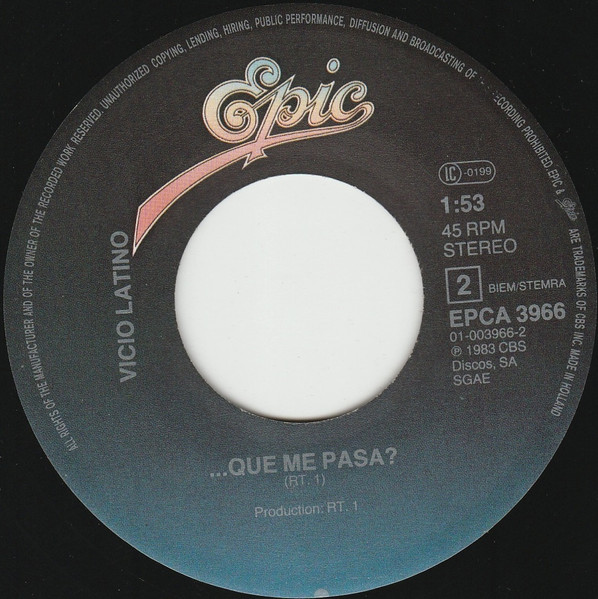 ALL RIGHTS OF THE MANUFACTURER AND OF THE OWNER OF THE RECORDED WORK RESERVED. UNAUTHORIZED COPYING, LENDING, HIRING, PUBLIC PERFORMANCE, DIFFUSION AND BROADCASTING OF RECORDING PROHIBITED. EPIC & Epic ARE TRADEMARKS OF CBS INC. MADE IN HOLLAND
Epic
VICIO LATINO
IC -0199
1:53
45 RPM
STEREO
2 BIEM/STEMRA
EPCA 3966
01-003966-2
℗ 1983 CBS
Discos, SA
SGAE
...QUE ME PASA?
(RT. 1)
Production: RT. 1